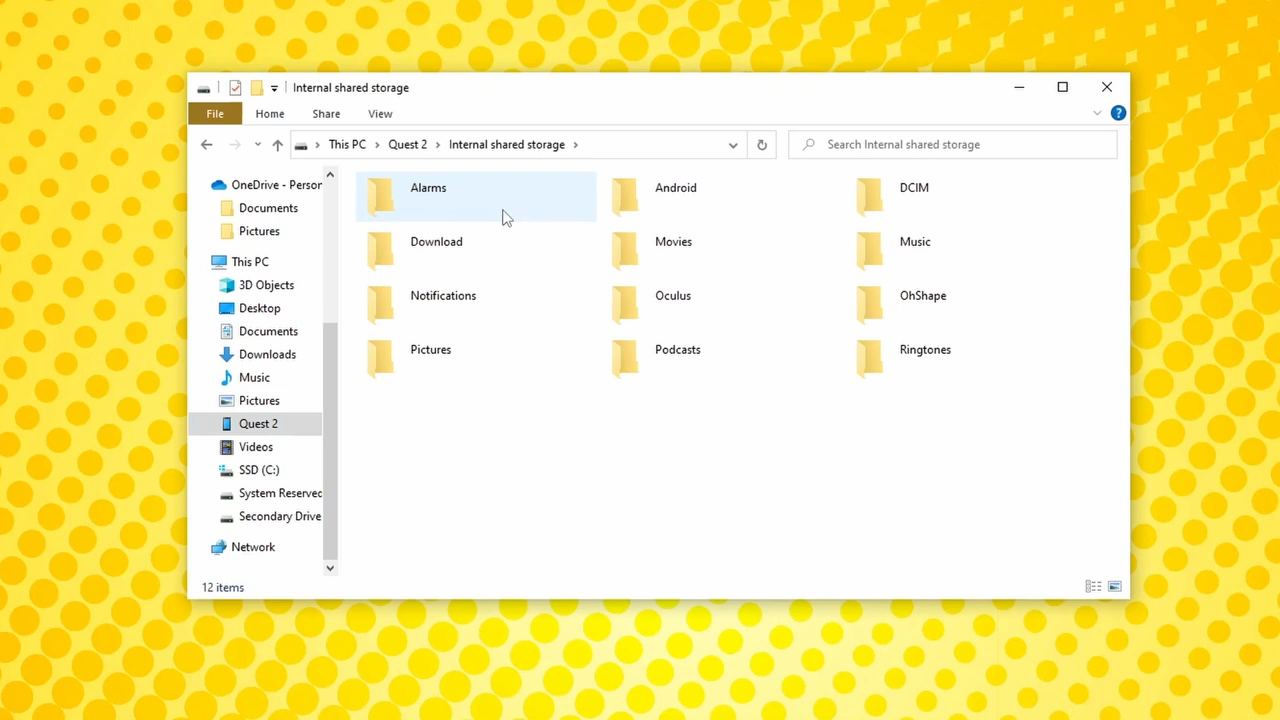 Internal shared storage
File Home Share View
This PC Quest 2 Internal shared storage
Search Internal shared storage
OneDrive - Person
Documents
Pictures
This PC
3D Objects
Desktop
Documents
Downloads
Music
Pictures
Quest 2
Videos
SSD (C:)
System Reserved
Secondary Drive
Network
Alarms Android DCIM
Download Movies Music
Notifications Oculus OhShape
Pictures Podcasts Ringtones
12 items